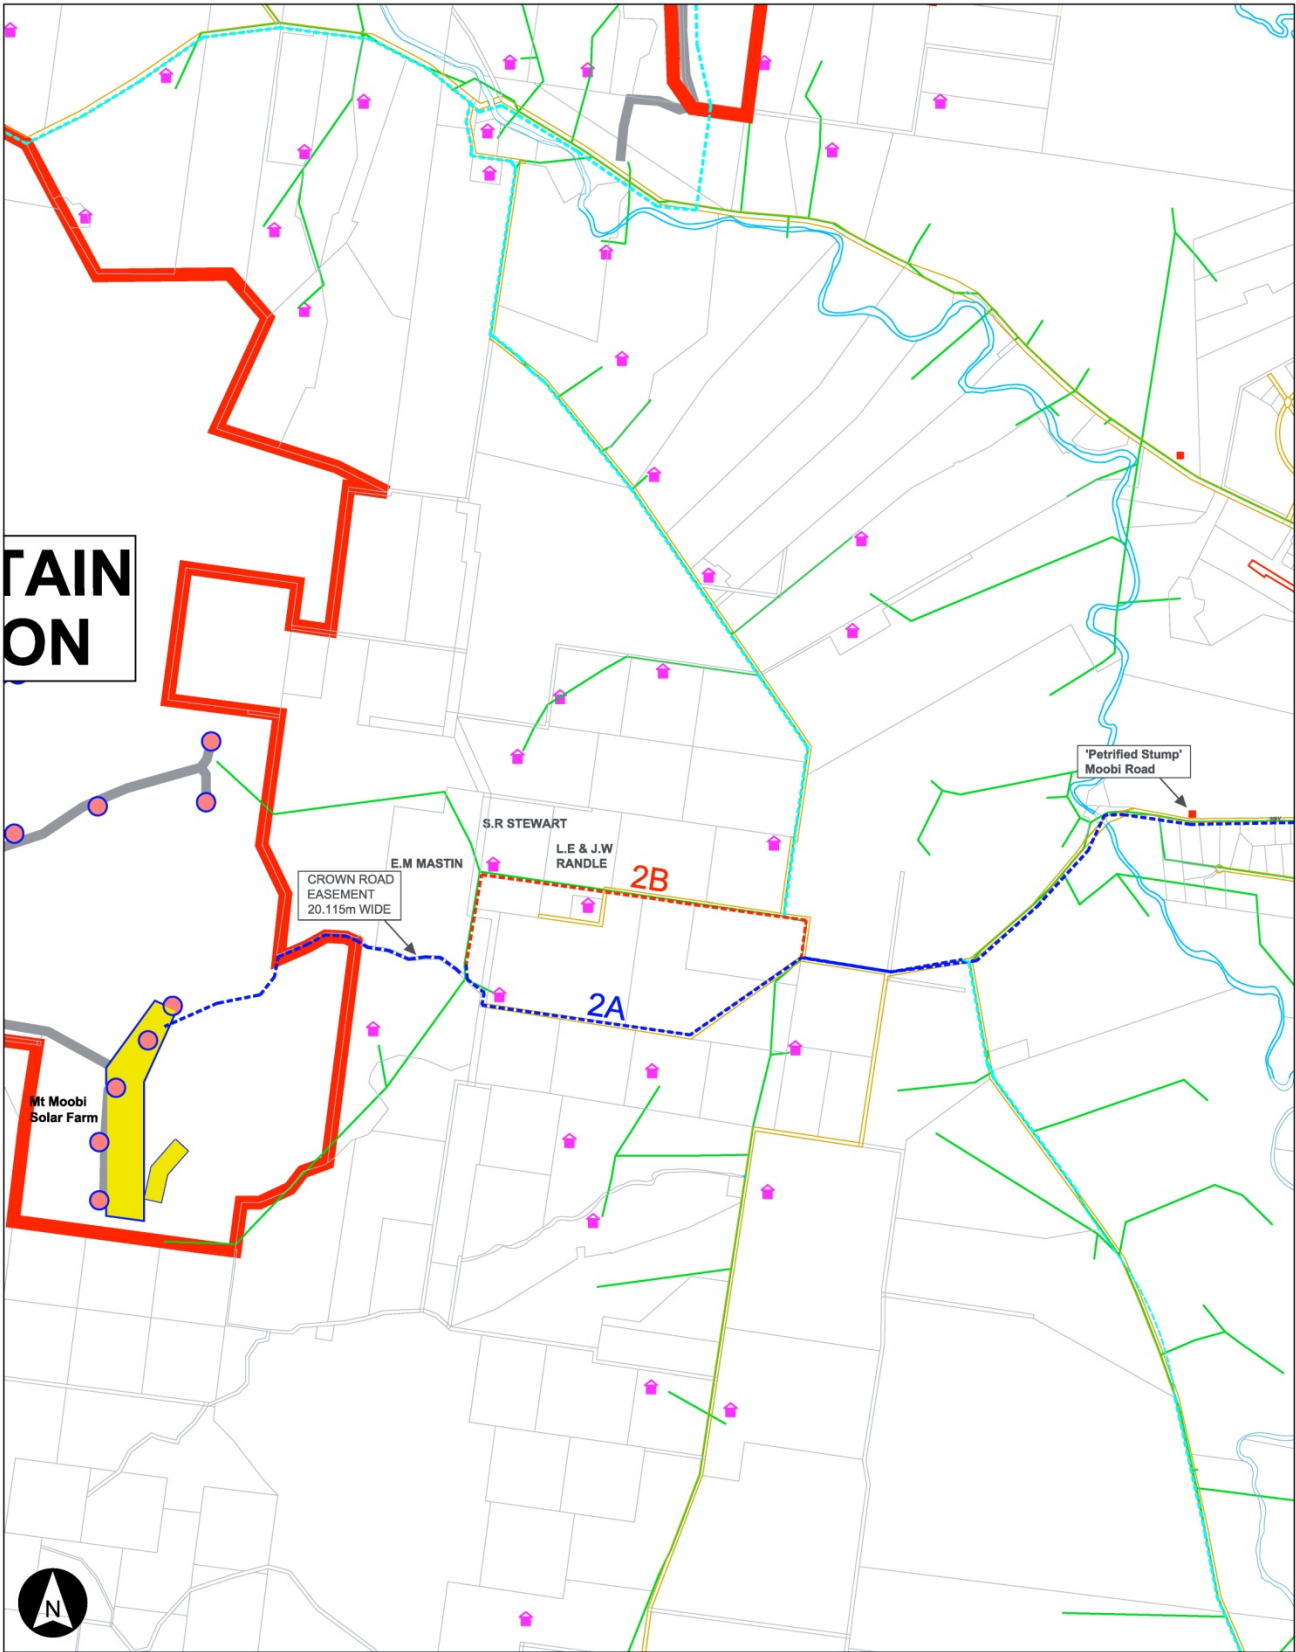 TAIN
ON
'Petrified Stump'
Moobi Road
S.R STEWART
L.E & J.W
RANDLE
E.M MASTIN
2B
CROWN ROAD
EASEMENT
20.115m WIDE
2A
Mt Moobi
Solar Farm
N